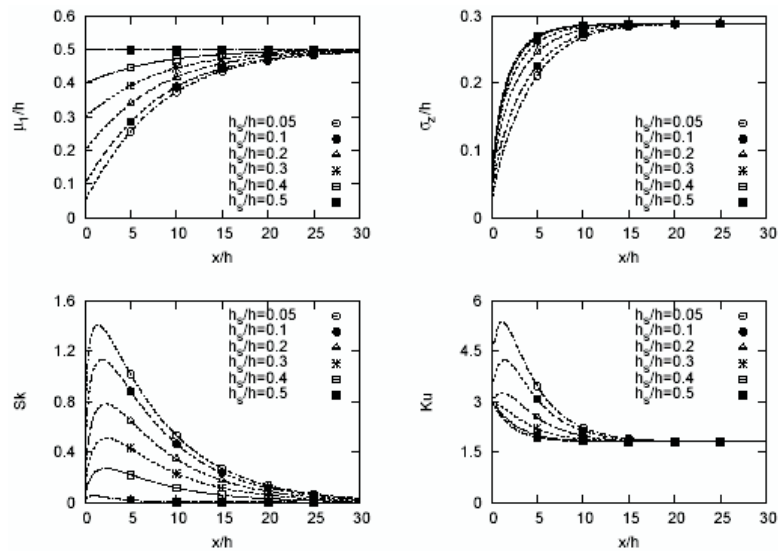 0.6
0.5
0.4
0.3
0.2
0.1
0
μ1/h
hs/h=0.05
hs/h=0.1
hs/h=0.2
hs/h=0.3
hs/h=0.4
hs/h=0.5
0 5 10 15 20 25 30
x/h
0.3
0.2
0.1
0
σz/h
hs/h=0.05
hs/h=0.1
hs/h=0.2
hs/h=0.3
hs/h=0.4
hs/h=0.5
0 5 10 15 20 25 30
x/h
1.6
1.2
0.8
0.4
0
Sk
hs/h=0.05
hs/h=0.1
hs/h=0.2
hs/h=0.3
hs/h=0.4
hs/h=0.5
0 5 10 15 20 25 30
x/h
6
4.5
3
1.5
0
Ku
hs/h=0.05
hs/h=0.1
hs/h=0.2
hs/h=0.3
hs/h=0.4
hs/h=0.5
0 5 10 15 20 25 30
x/h